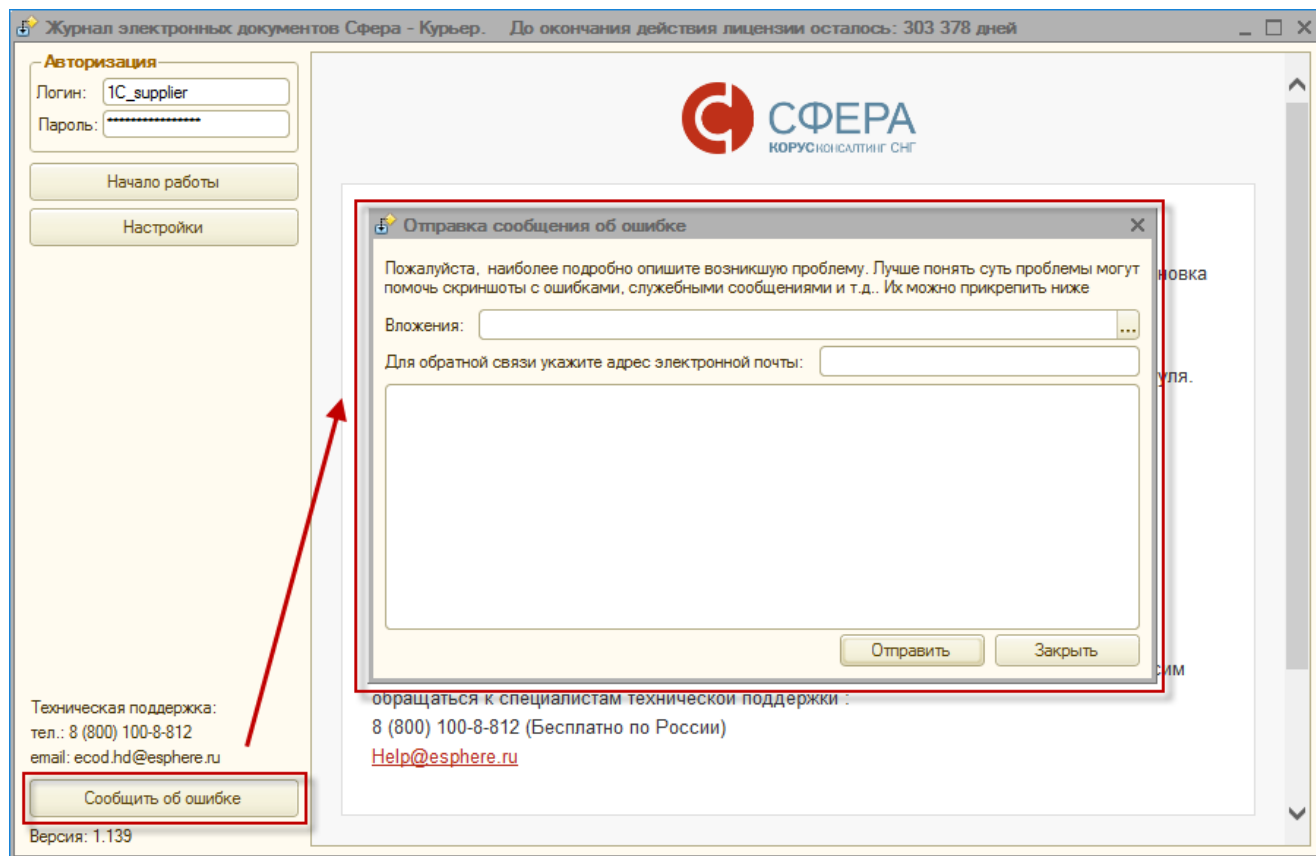 Журнал электронных документов Сфера - Курьер. До окончания действия лицензии осталось: 303 378 дней
Авторизация
Логин: 1C_supplier
Пароль: ****************
Начало работы
Настройки
СФЕРА
КОРУСКОНСАЛТИНГ СНГ
Отправка сообщения об ошибке
Пожалуйста, наиболее подробно опишите возникшую проблему. Лучше понять суть проблемы могут
помочь скриншоты с ошибками, служебными сообщениями и т.д.. Их можно прикрепить ниже
Вложения: ...
Для обратной связи укажите адрес электронной почты:
Отправить Закрыть
обращаться к специалистам технической поддержки :
8 (800) 100-8-812 (Бесплатно по России)
Help@esphere.ru
Техническая поддержка:
тел.: 8 (800) 100-8-812
email: ecod.hd@esphere.ru
Сообщить об ошибке
Версия: 1.139